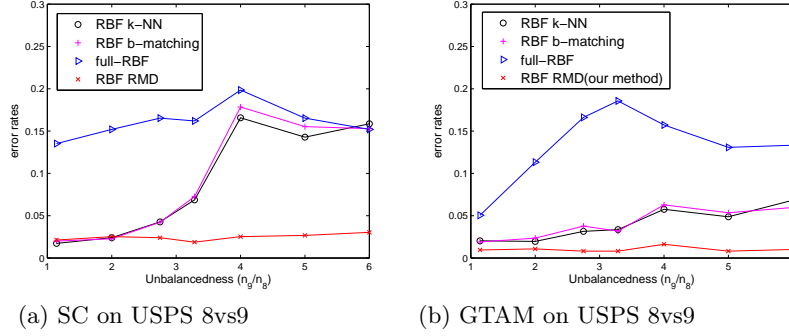 0.3
0.25
0.2
0.15
0.1
0.05
0
error rates
RBF k−NN
RBF b−matching
full−RBF
RBF RMD
1 2 3 4 5 6
Unbalancedness (n9/n8)
(a) SC on USPS 8vs9
0.3
0.25
0.2
0.15
0.1
0.05
0
error rates
RBF k−NN
RBF b−matching
full−RBF
RBF RMD(our method)
1 2 3 4 5
Unbalancedness (n9/n8)
(b) GTAM on USPS 8vs9